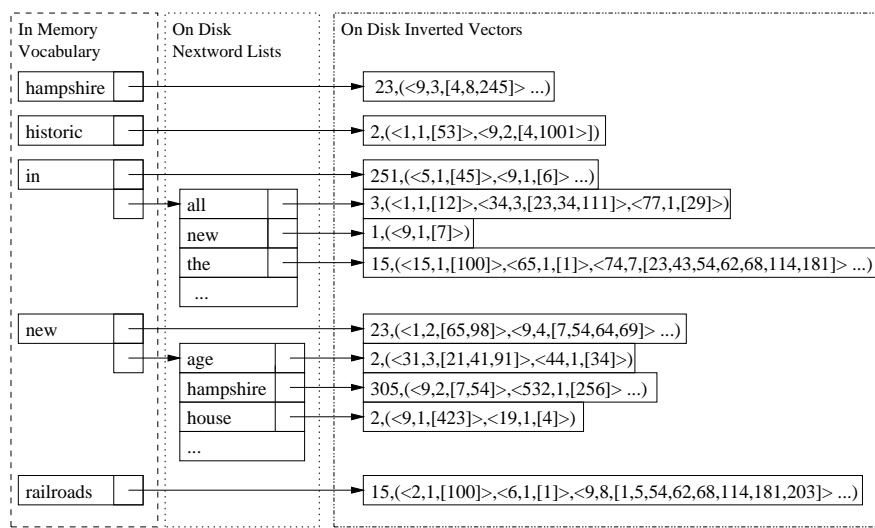 In Memory Vocabulary
On Disk Nextword Lists
On Disk Inverted Vectors
hampshire 23,(<9,3,[4,8,245]> ...)
historic 2,(<1,1,[53]>,<9,2,[4,1001>])
in 251,(<5,1,[45]>,<9,1,[6]> ...)
all 3,(<1,1,[12]>,<34,3,[23,34,111]>,<77,1,[29]>)
new 1,(<9,1,[7]>)
the 15,(<15,1,[100]>,<65,1,[1]>,<74,7,[23,43,54,62,68,114,181]> ...)
...
new 23,(<1,2,[65,98]>,<9,4,[7,54,64,69]> ...)
age 2,(<31,3,[21,41,91]>,<44,1,[34]>)
hampshire 305,(<9,2,[7,54]>,<532,1,[256]> ...)
house 2,(<9,1,[423]>,<19,1,[4]>)
...
railroads 15,(<2,1,[100]>,<6,1,[1]>,<9,8,[1,5,54,62,68,114,181,203]> ...)